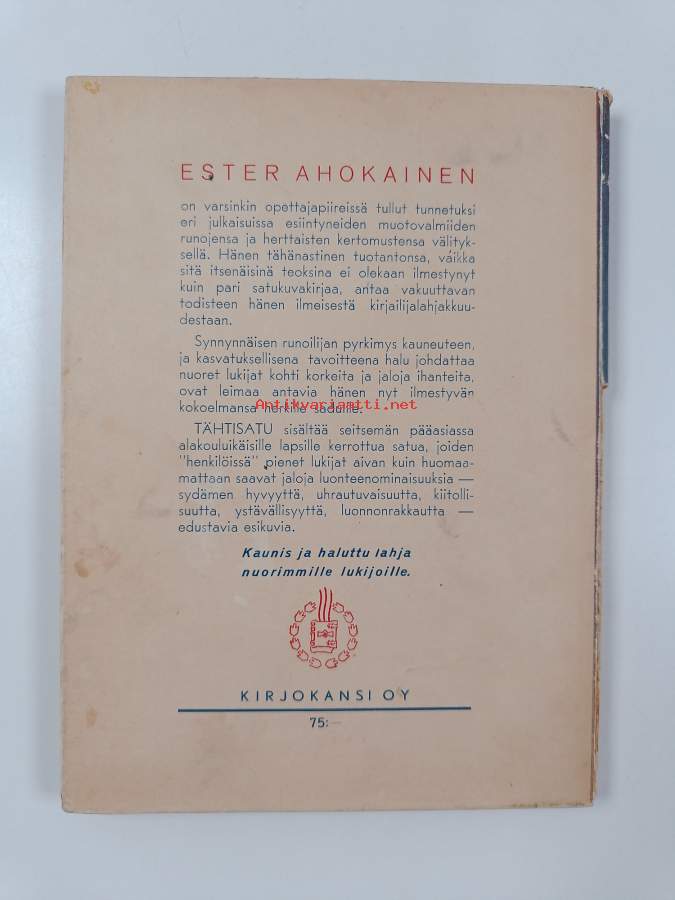 ESTER AHOKAINEN
on varsinkin opettajapiireissä tullut tunnetuksi
eri julkaisuissa esiintyneiden muotovalmiiden
runojensa ja herttaisten kertomustensa välityk-
sellä. Hänen tähänastinen tuotantonsa, vaikka
sitä itsenäisinä teoksina ei olekaan ilmestynyt
kuin pari satukuvakirjaa, antaa vakuuttavan
todisteen hänen ilmeisestä kirjailijalahjakkuu-
destaan.
Synnynnäisen runoilijan pyrkimys kauneuteen,
ja kasvatuksellisena tavoitteena halu johdattaa
nuoret lukijat kohti korkeita ja jaloja ihanteita,
ovat leimaa antavia hänen nyt ilmestyvän
kokoelmansa herkille saduille.
Antikvariaatti.net
TÄHTISATU sisältää seitsemän pääasiassa
alakouluikäisille lapsille kerrottua satua, joiden
"henkilöissä" pienet lukijat aivan kuin huomaa-
mattaan saavat jaloja luonteenominaisuuksia —
sydämen hyvyyttä, uhrautuvaisuutta, kiitolli-
suutta, ystävällisyyttä, luonnonrakkautta —
edustavia esikuvia.
Kaunis ja haluttu lahja
nuorimmille lukijoille.
KIRJOKANSI OY
75:—